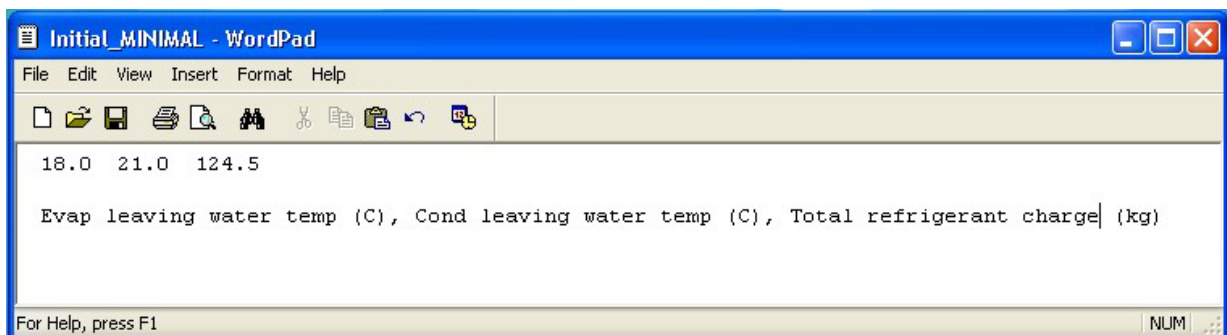 Initial_MINIMAL - WordPad
File Edit View Insert Format Help
18.0 21.0 124.5
Evap leaving water temp (C), Cond leaving water temp (C), Total refrigerant charge (kg)
For Help, press F1 NUM